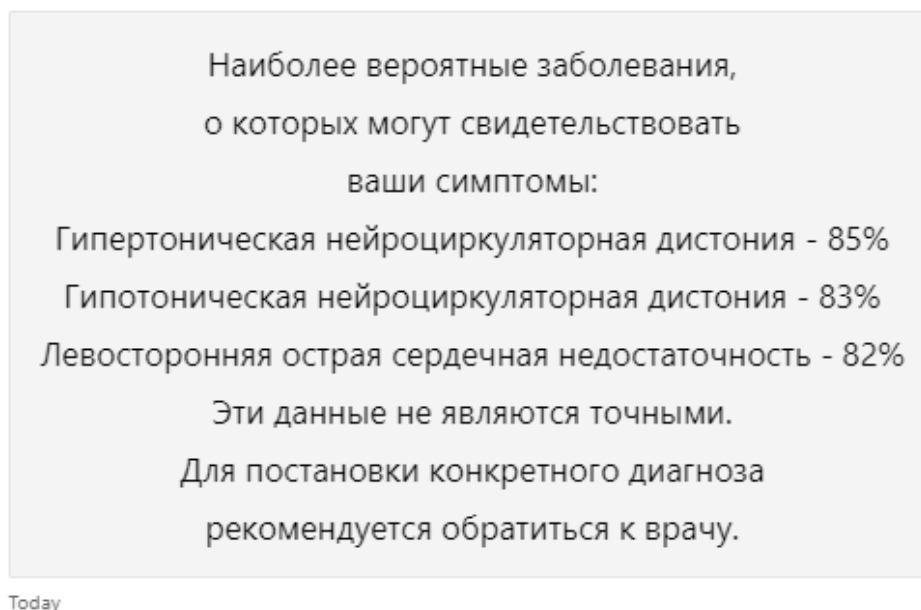 Наиболее вероятные заболевания,
о которых могут свидетельствовать
ваши симптомы:
Гипертоническая нейроциркуляторная дистония - 85%
Гипотоническая нейроциркуляторная дистония - 83%
Левосторонняя острая сердечная недостаточность - 82%
Эти данные не являются точными.
Для постановки конкретного диагноза
рекомендуется обратиться к врачу.
Today